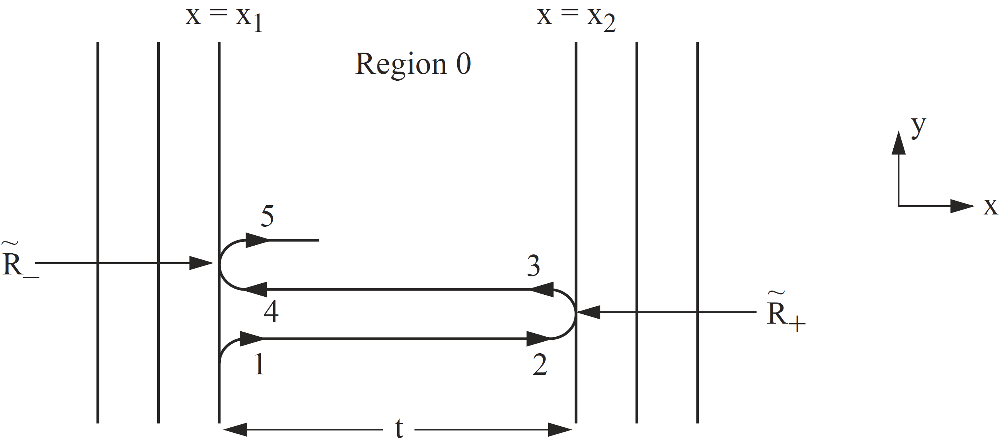 x = x₁
x = x₂
Region 0
y
x
5
3
R̃₋
4
R̃₊
1
2
t